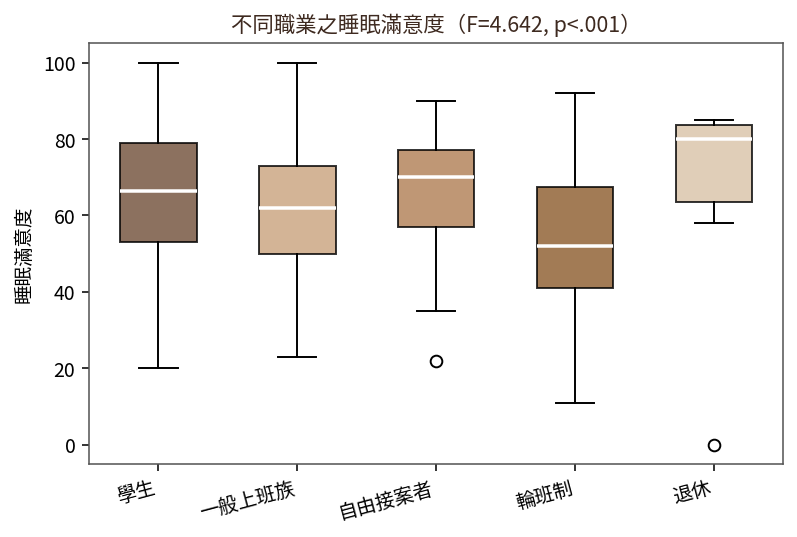 不同職業之睡眠滿意度（F=4.642, p<.001）
睡眠滿意度
100
80
60
40
20
0
學生
一般上班族
自由接案者
輪班制
退休